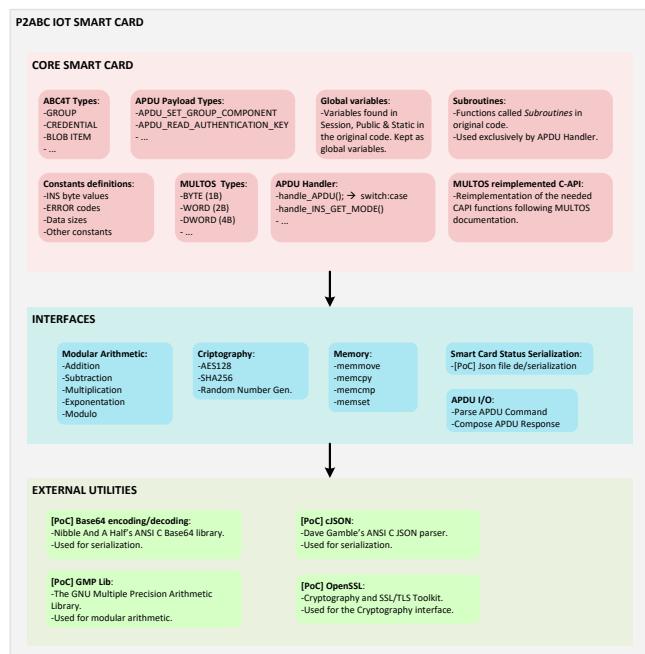 P2ABC IOT SMART CARD
CORE SMART CARD
ABC4T Types:
-GROUP
-CREDENTIAL
-BLOB ITEM
- ...
APDU Payload Types:
-APDU_SET_GROUP_COMPONENT
-APDU_READ_AUTHENTICATION_KEY
- ...
Global variables:
-Variables found in
Session, Public & Static in
the original code. Kept as
global variables.
Subroutines:
-Functions called Subroutines in
original code.
-Used exclusively by APDU Handler.
Constants definitions:
-INS byte values
-ERROR codes
-Data sizes
-Other constants
MULTOS Types:
-BYTE (1B)
-WORD (2B)
-DWORD (4B)
- ...
APDU Handler:
-handle_APDU(); → switch:case
-handle_INS_GET_MODE()
- ...
MULTOS reimplemented C-API:
-Reimplementation of the needed
CAPI functions following MULTOS
documentation.
INTERFACES
Modular Arithmetic:
-Addition
-Subtraction
-Multiplication
-Exponentation
-Modulo
Criptography:
-AES128
-SHA256
-Random Number Gen.
Memory:
-memmove
-memcpy
-memcmp
-memset
Smart Card Status Serialization:
-[PoC] Json file de/serialization
APDU I/O:
-Parse APDU Command
-Compose APDU Response
EXTERNAL UTILITIES
[PoC] Base64 encoding/decoding:
-Nibble And A Half's ANSI C Base64 library.
-Used for serialization.
[PoC] cJSON:
-Dave Gamble's ANSI C JSON parser.
-Used for serialization.
[PoC] GMP Lib:
-The GNU Multiple Precision Arithmetic
Library.
-Used for modular arithmetic.
[PoC] OpenSSL:
-Cryptography and SSL/TLS Toolkit.
-Used for the Cryptography interface.